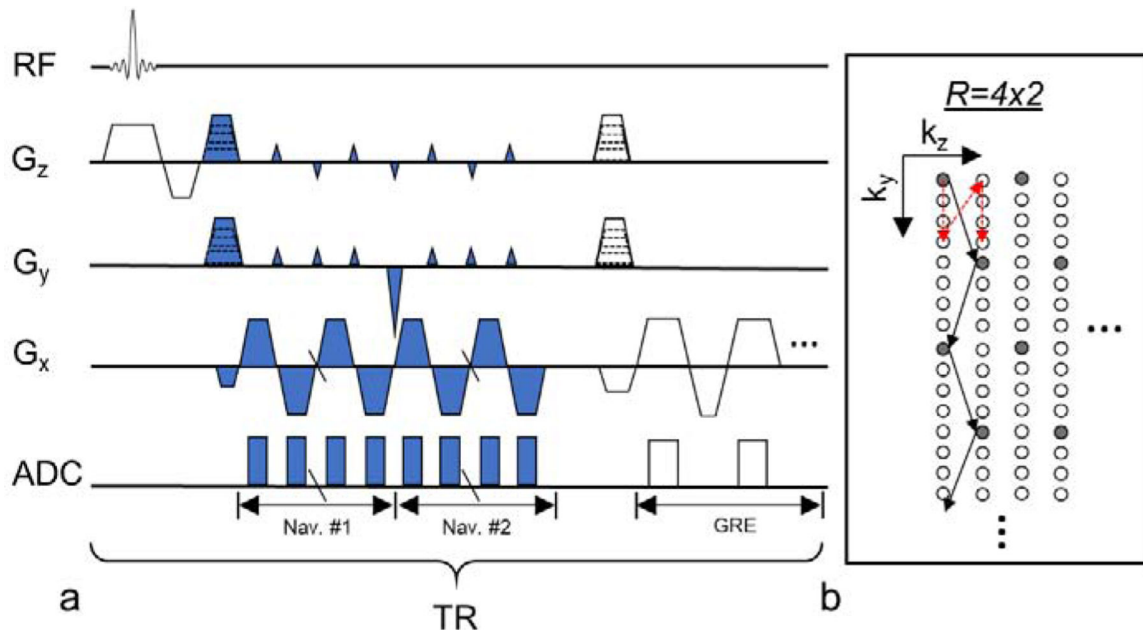 RF
Gz
Gy
Gx
...
ADC
Nav. #1
Nav. #2
GRE
TR
a
R=4x2
kz
ky
...
b